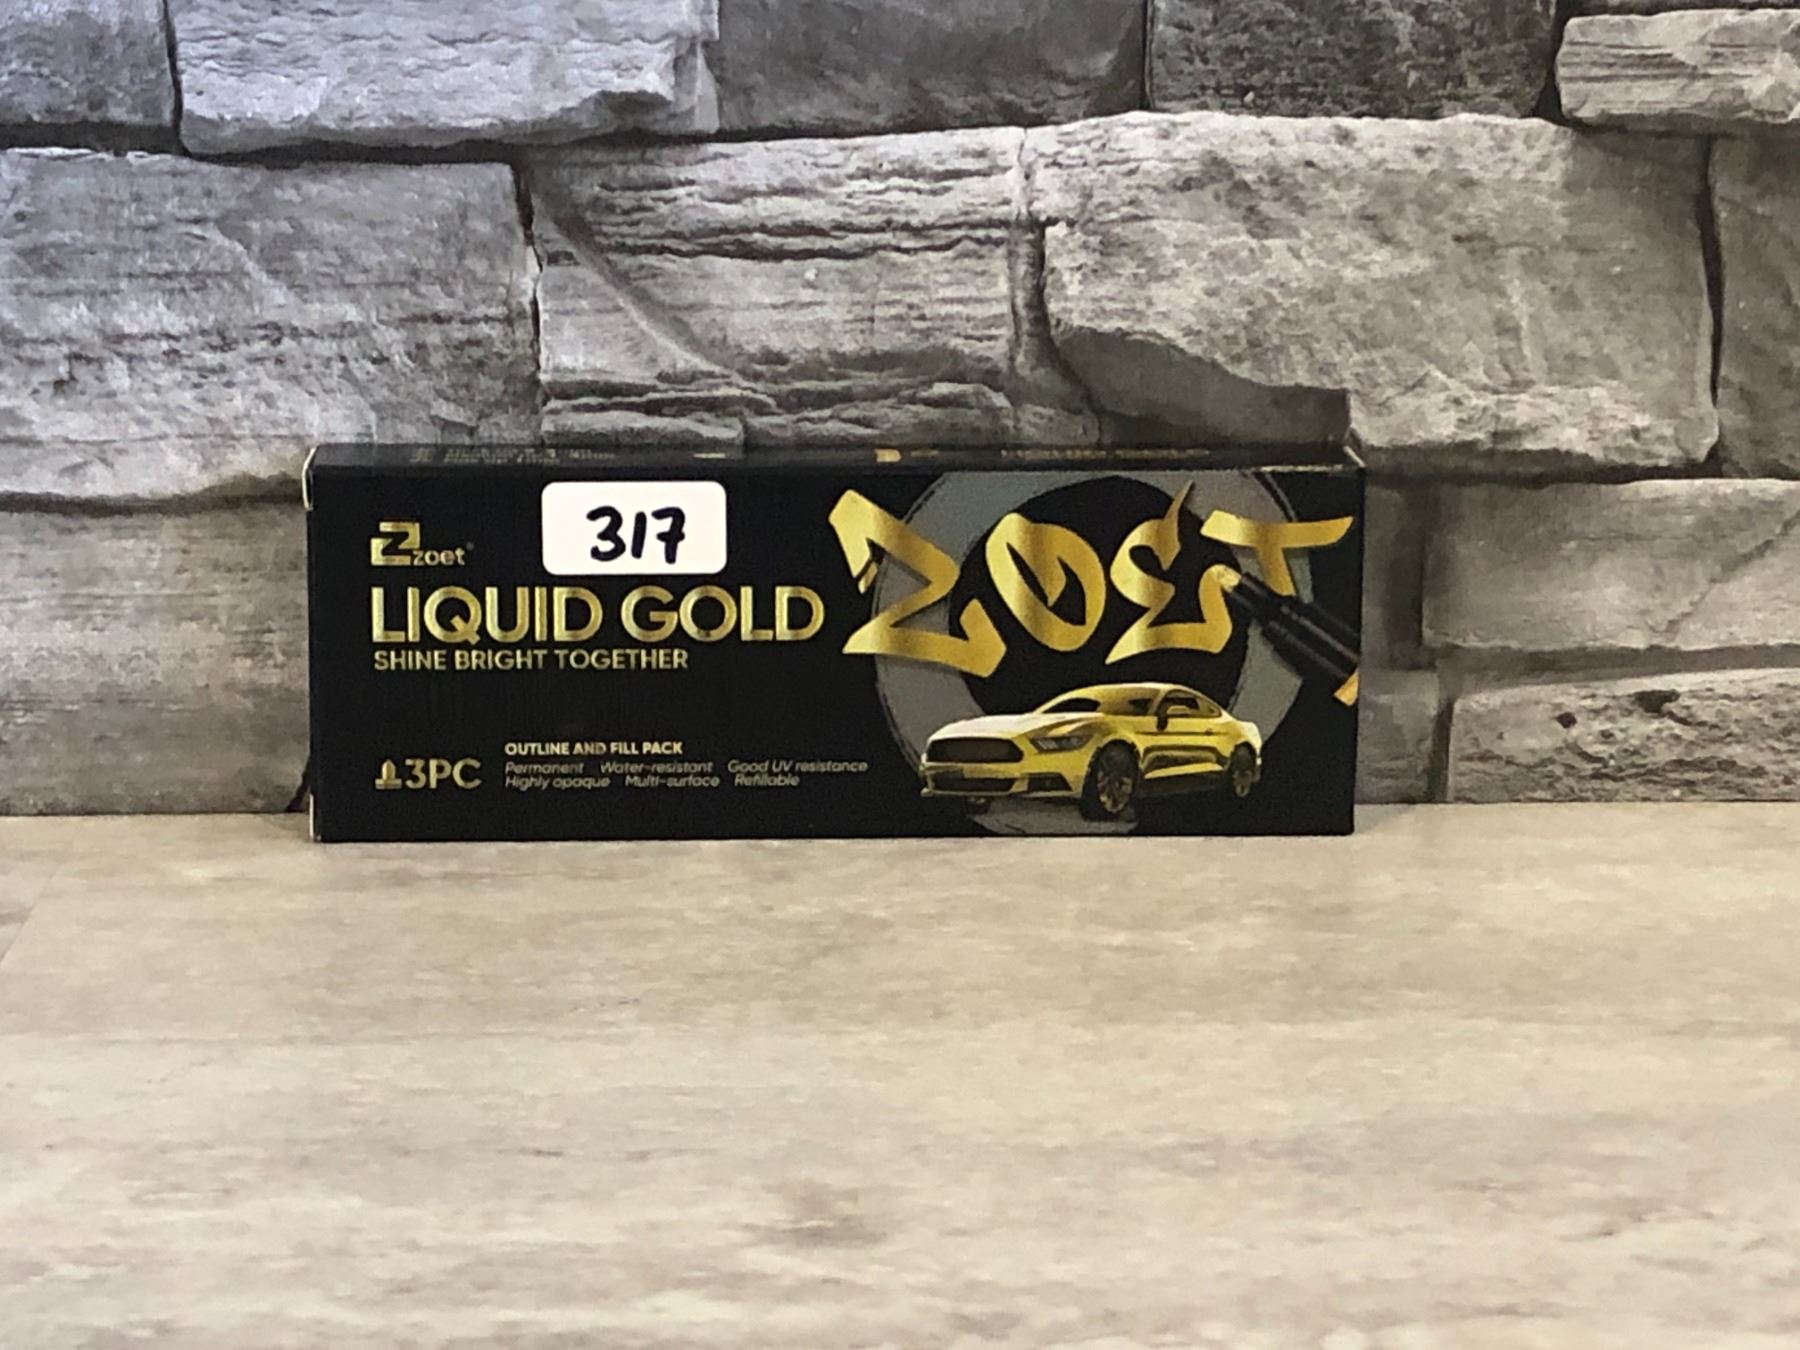 317
Z zoet®
LIQUID GOLD
SHINE BRIGHT TOGETHER
ZOET
3PC
OUTLINE AND FILL PACK
Permanent Water-resistant Good UV resistance
Highly opaque Multi-surface Refillable